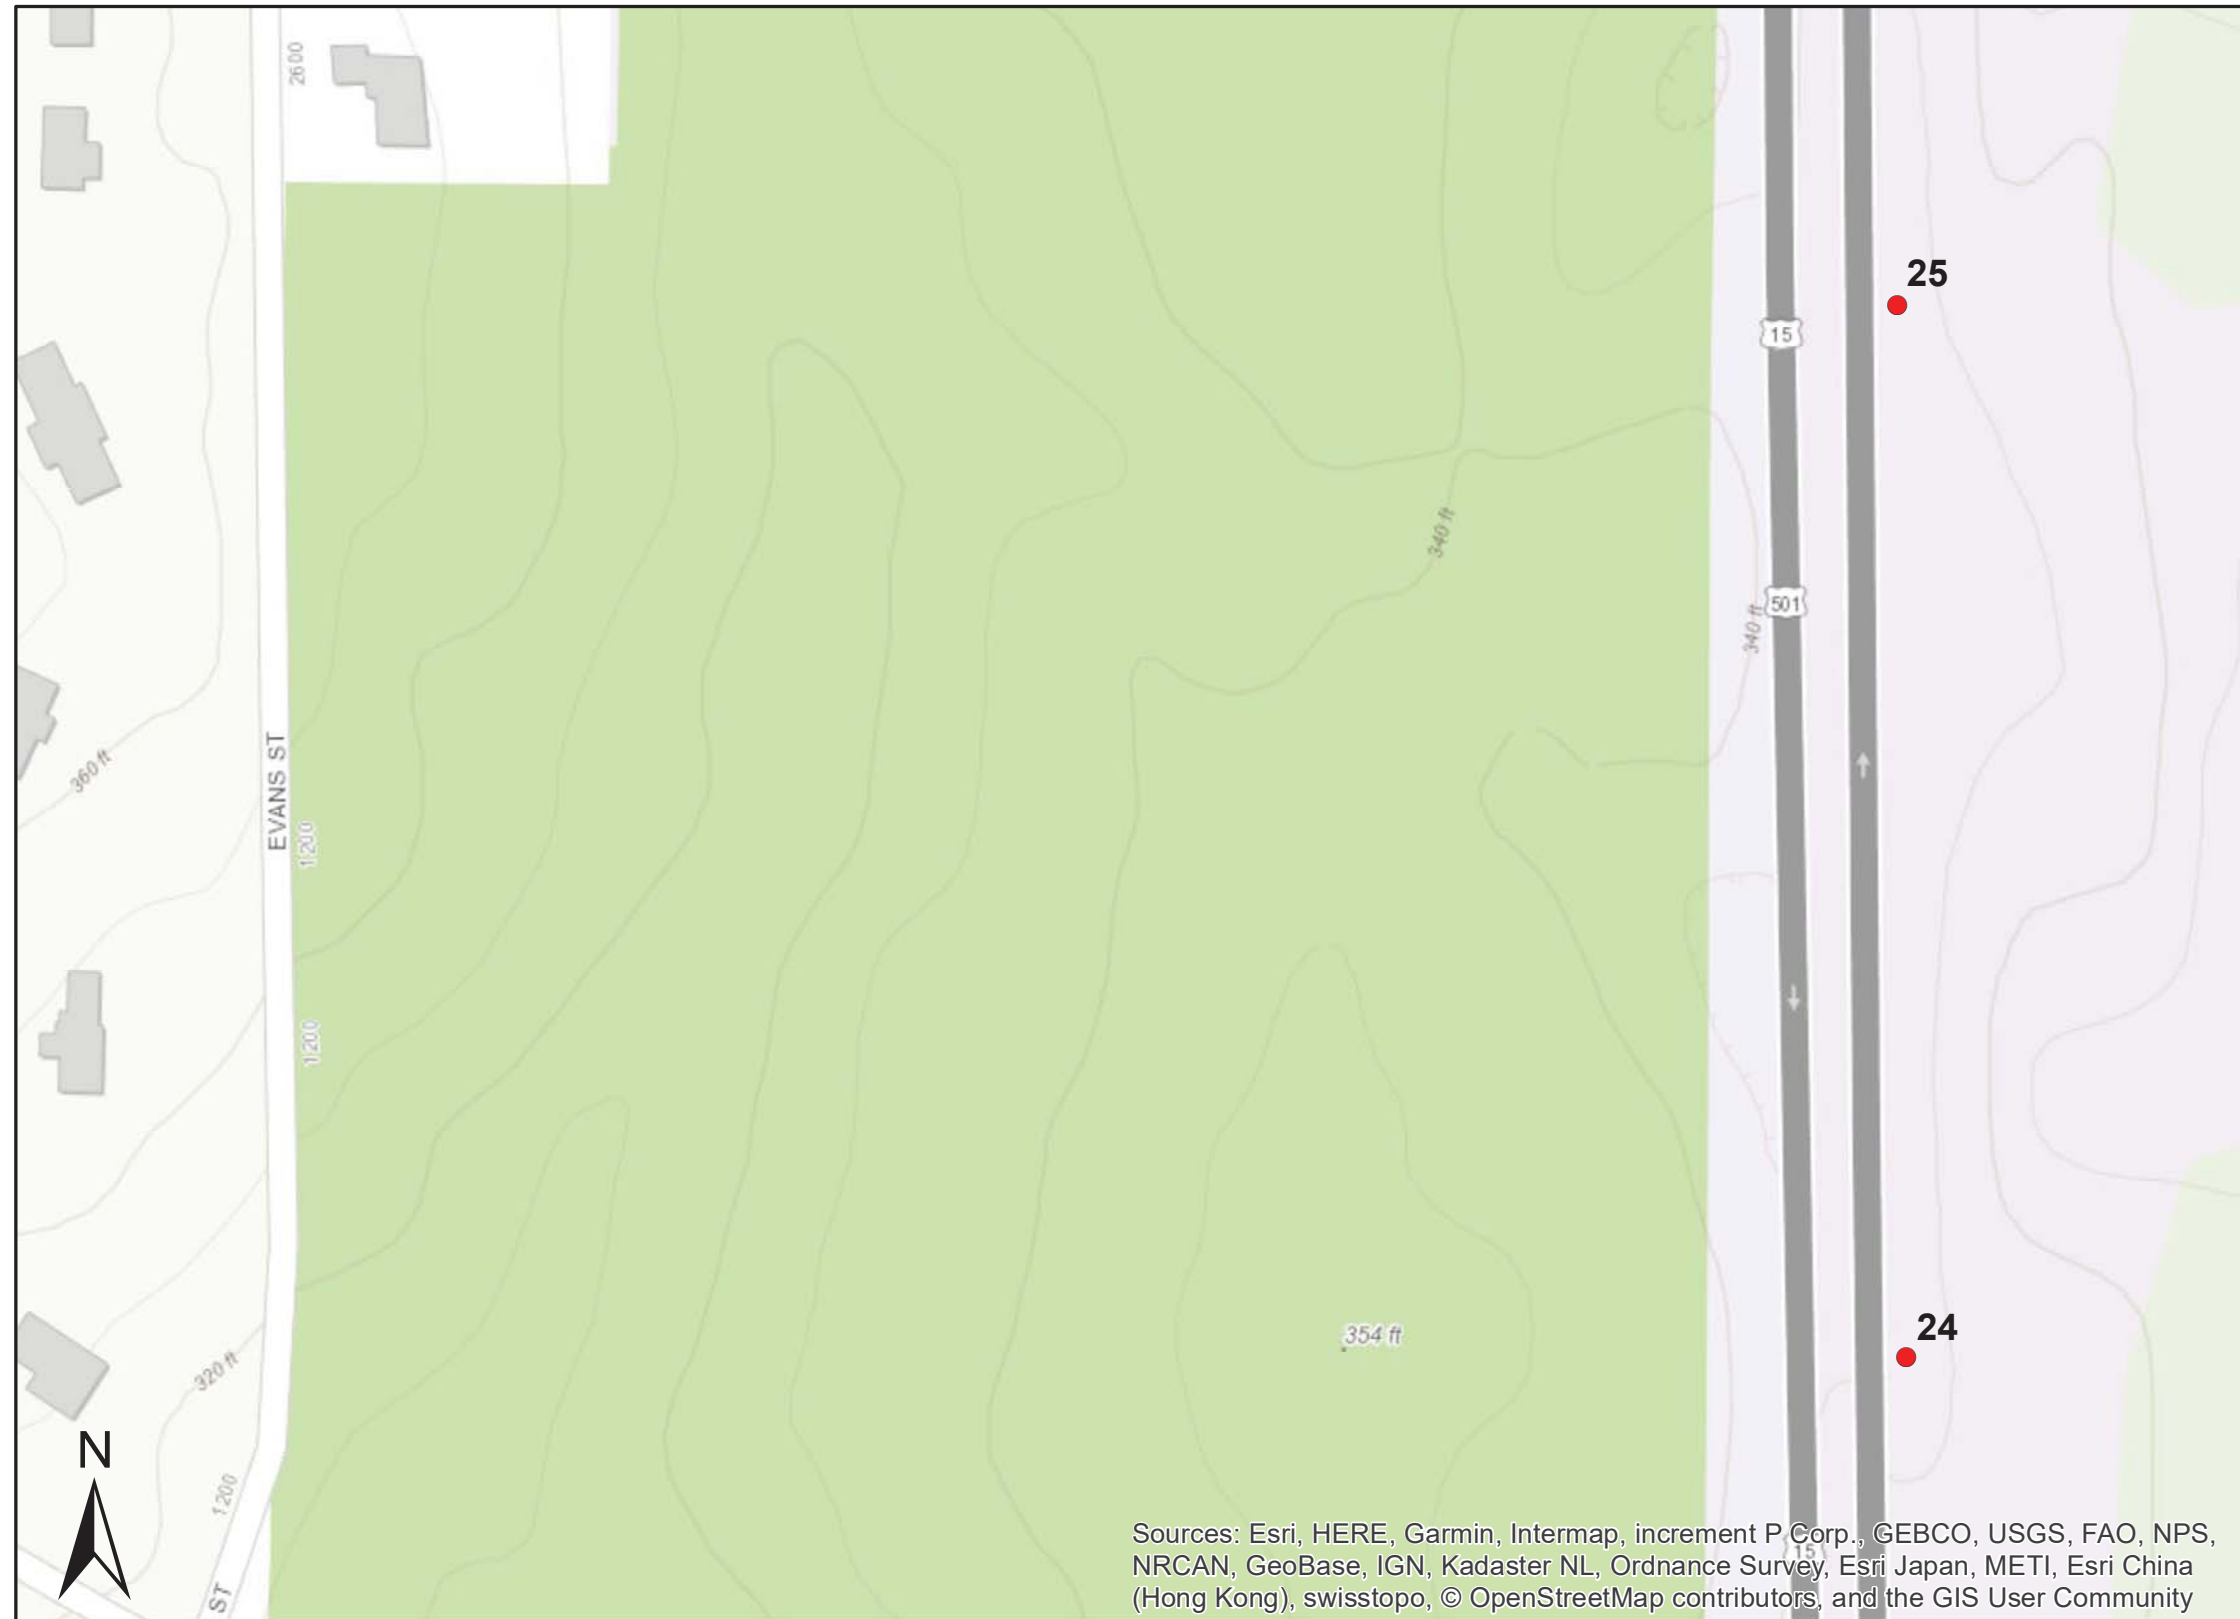 2600
25
15
340 ft
501
340 ft
EVANS ST
360 ft
1200
1200
24
354 ft
320 ft
N
1200
ST
15
Sources: Esri, HERE, Garmin, Intermap, increment P Corp., GEBCO, USGS, FAO, NPS,
NRCAN, GeoBase, IGN, Kadaster NL, Ordnance Survey, Esri Japan, METI, Esri China
(Hong Kong), swisstopo, © OpenStreetMap contributors, and the GIS User Community